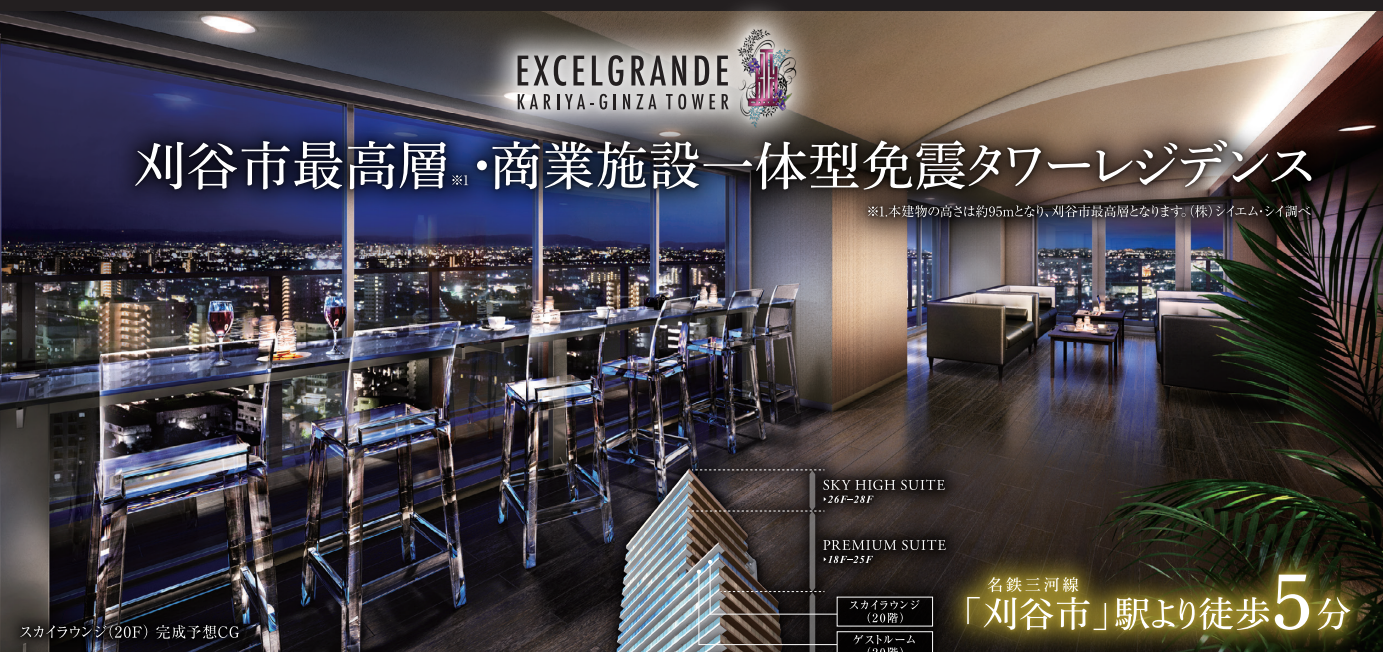 EXCELGRANDE
KARIYA-GINZA TOWER
刈谷市最高層※1・商業施設一体型免震タワーレジデンス
※1.本建物の高さは約95mとなり、刈谷市最高層となります。(株)シイエム・シイ調べ
SKY HIGH SUITE
26F–28F
PREMIUM SUITE
18F–25F
スカイラウンジ
(20階)
ゲストルーム
(20階)
名鉄三河線
「刈谷市」駅より徒歩5分
スカイラウンジ(20F) 完成予想CG